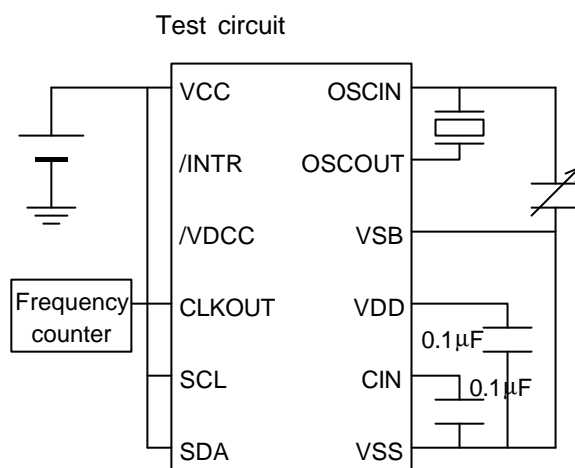 Test circuit
VCC
OSCIN
/INTR
OSCOUT
/VDCC
VSB
Frequency
counter
CLKOUT
VDD
0.1μF
SCL
CIN
0.1μF
SDA
VSS